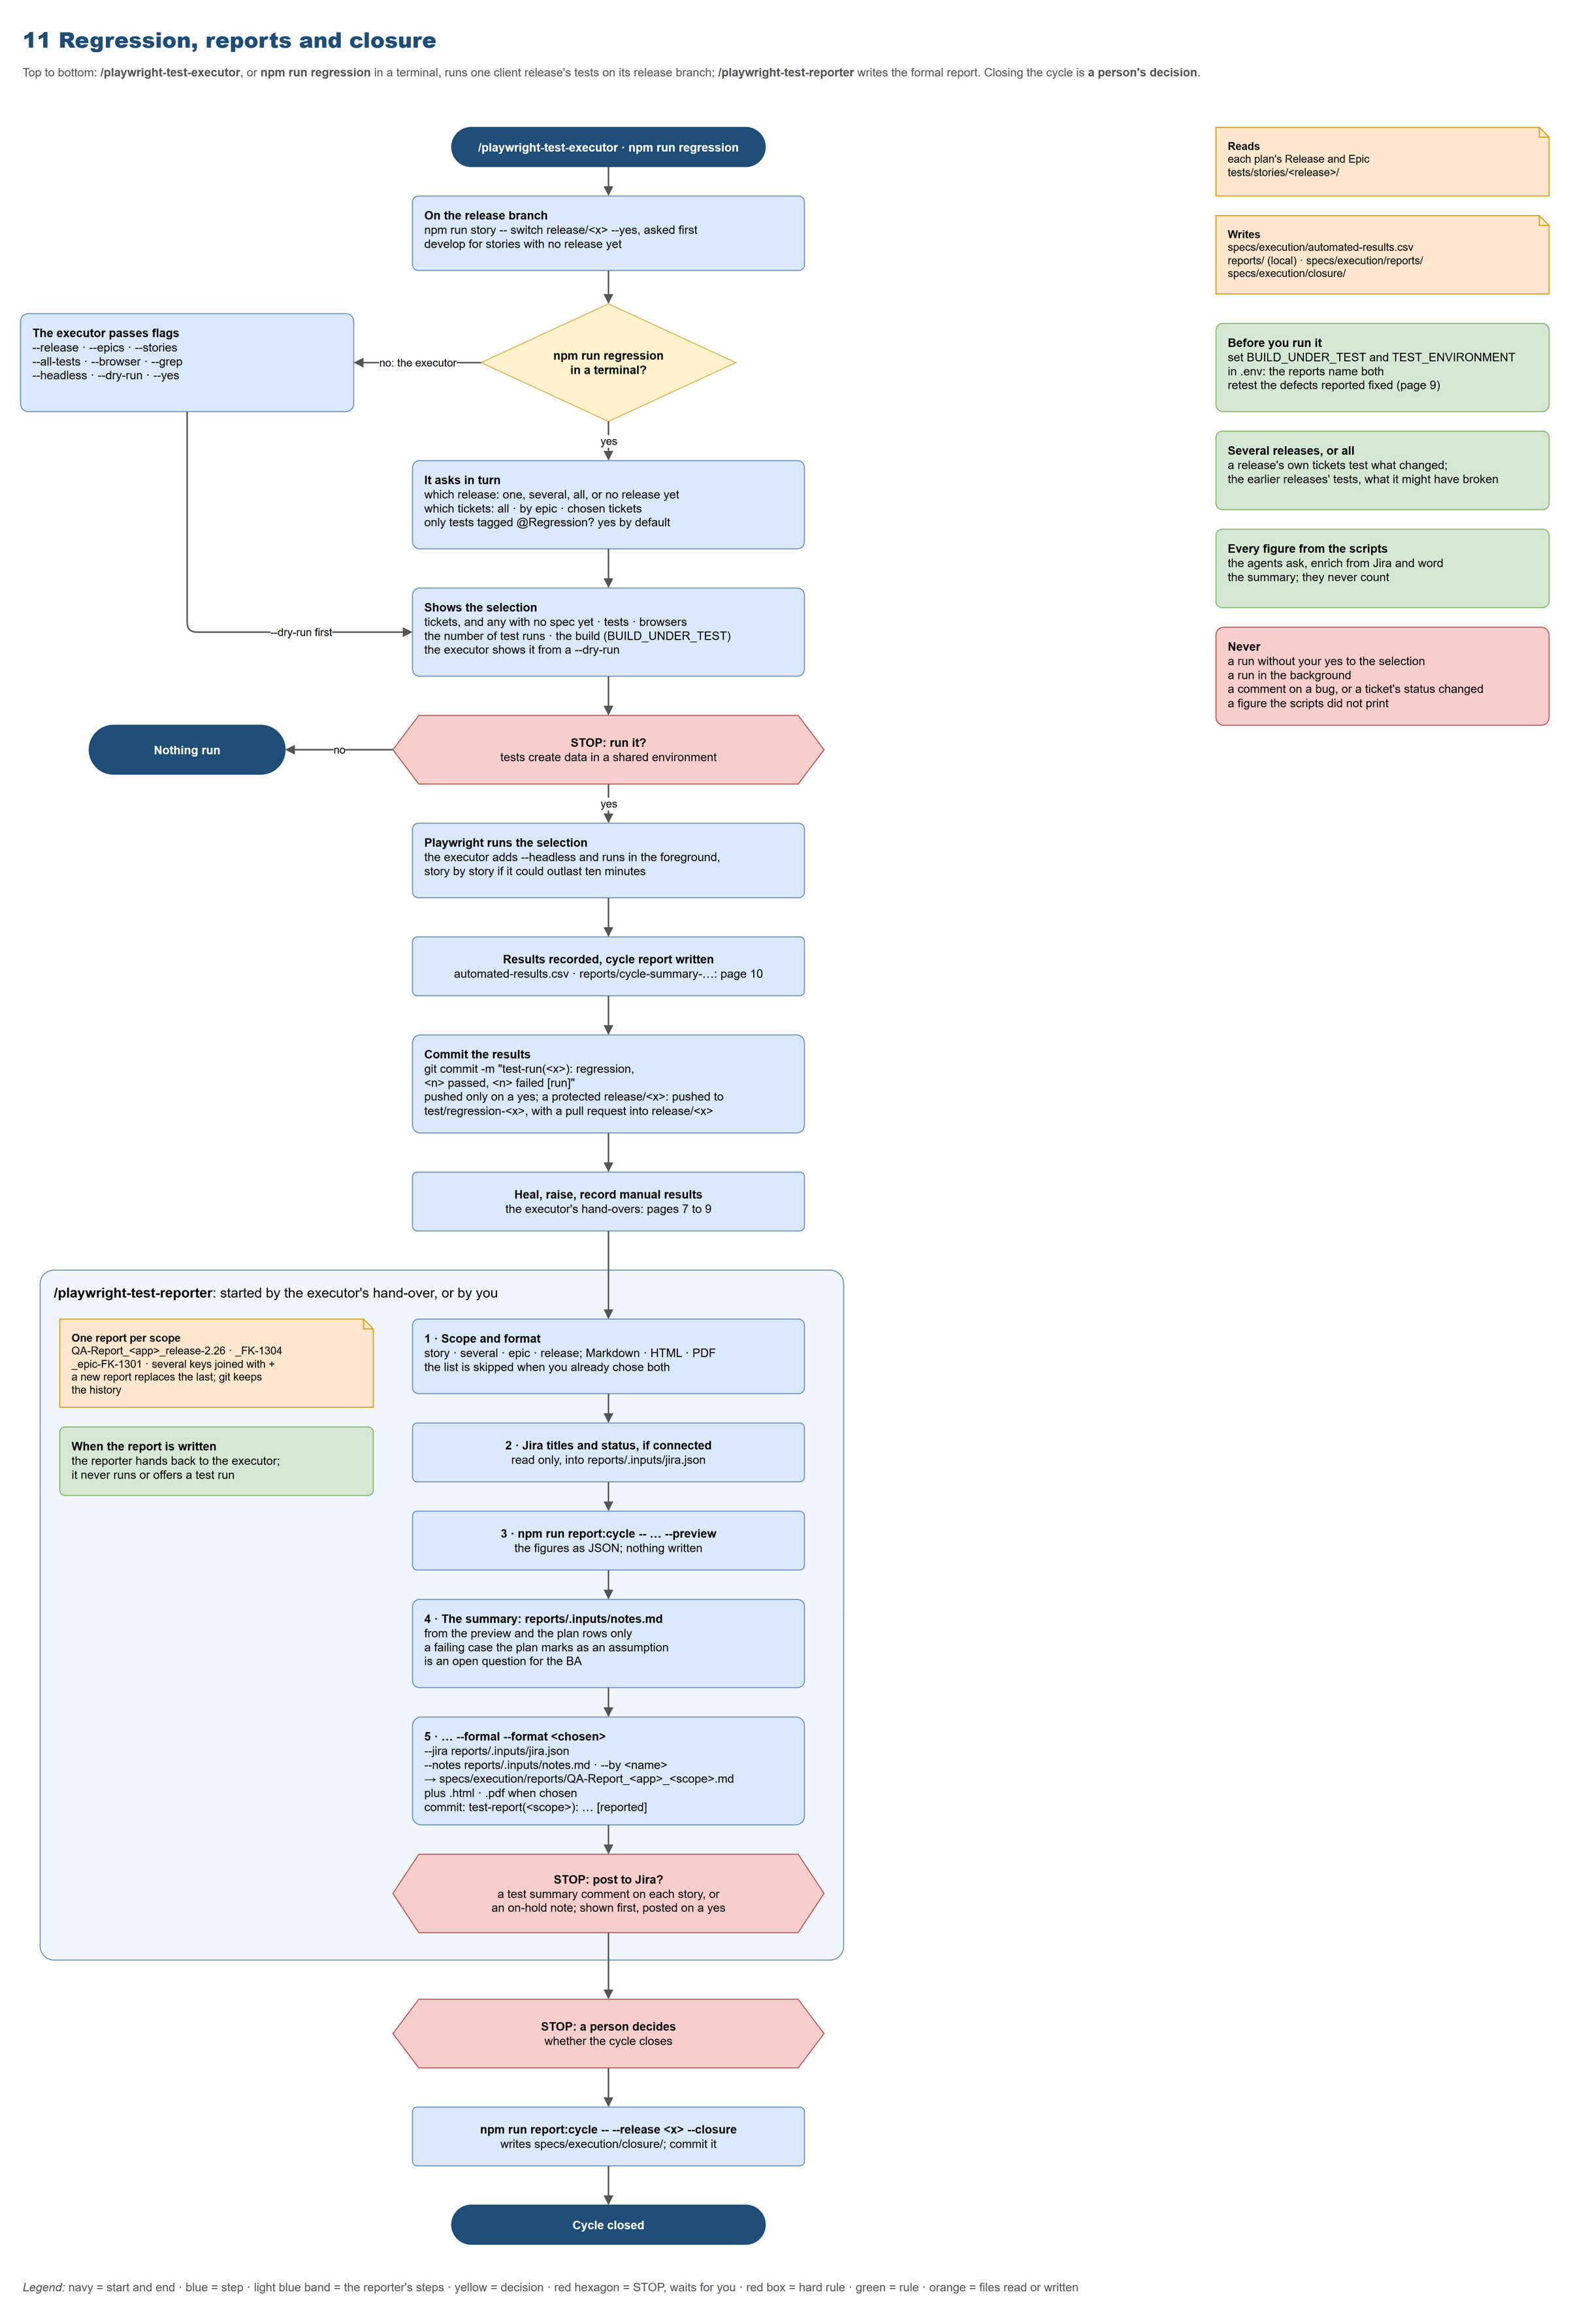 11 Regression, reports and closure
Top to bottom: /playwright-test-executor, or npm run regression in a terminal, runs one client release's tests on its release branch; /playwright-test-reporter writes the formal report. Closing the cycle is a person's decision.
/playwright-test-executor · npm run regression
On the release branch
npm run story -- switch release/<x> --yes, asked first
develop for stories with no release yet
npm run regression
in a terminal?
no: the executor
The executor passes flags
--release · --epics · --stories
--all-tests · --browser · --grep
--headless · --dry-run · --yes
yes
It asks in turn
which release: one, several, all, or no release yet
which tickets: all · by epic · chosen tickets
only tests tagged @Regression? yes by default
--dry-run first
Shows the selection
tickets, and any with no spec yet · tests · browsers
the number of test runs · the build (BUILD_UNDER_TEST)
the executor shows it from a --dry-run
STOP: run it?
tests create data in a shared environment
no
Nothing run
yes
Playwright runs the selection
the executor adds --headless and runs in the foreground,
story by story if it could outlast ten minutes
Results recorded, cycle report written
automated-results.csv · reports/cycle-summary-…: page 10
Commit the results
git commit -m "test-run(<x>): regression,
<n> passed, <n> failed [run]"
pushed only on a yes; a protected release/<x>: pushed to
test/regression-<x>, with a pull request into release/<x>
Heal, raise, record manual results
the executor's hand-overs: pages 7 to 9
/playwright-test-reporter: started by the executor's hand-over, or by you
One report per scope
QA-Report_<app>_release-2.26 · _FK-1304
_epic-FK-1301 · several keys joined with +
a new report replaces the last; git keeps
the history
When the report is written
the reporter hands back to the executor;
it never runs or offers a test run
1 · Scope and format
story · several · epic · release; Markdown · HTML · PDF
the list is skipped when you already chose both
2 · Jira titles and status, if connected
read only, into reports/.inputs/jira.json
3 · npm run report:cycle -- … --preview
the figures as JSON; nothing written
4 · The summary: reports/.inputs/notes.md
from the preview and the plan rows only
a failing case the plan marks as an assumption
is an open question for the BA
5 · … --formal --format <chosen>
--jira reports/.inputs/jira.json
--notes reports/.inputs/notes.md · --by <name>
→ specs/execution/reports/QA-Report_<app>_<scope>.md
plus .html · .pdf when chosen
commit: test-report(<scope>): … [reported]
STOP: post to Jira?
a test summary comment on each story, or
an on-hold note; shown first, posted on a yes
STOP: a person decides
whether the cycle closes
npm run report:cycle -- --release <x> --closure
writes specs/execution/closure/; commit it
Cycle closed
Reads
each plan's Release and Epic
tests/stories/<release>/
Writes
specs/execution/automated-results.csv
reports/ (local) · specs/execution/reports/
specs/execution/closure/
Before you run it
set BUILD_UNDER_TEST and TEST_ENVIRONMENT
in .env: the reports name both
retest the defects reported fixed (page 9)
Several releases, or all
a release's own tickets test what changed;
the earlier releases' tests, what it might have broken
Every figure from the scripts
the agents ask, enrich from Jira and word
the summary; they never count
Never
a run without your yes to the selection
a run in the background
a comment on a bug, or a ticket's status changed
a figure the scripts did not print
Legend: navy = start and end · blue = step · light blue band = the reporter's steps · yellow = decision · red hexagon = STOP, waits for you · red box = hard rule · green = rule · orange = files read or written